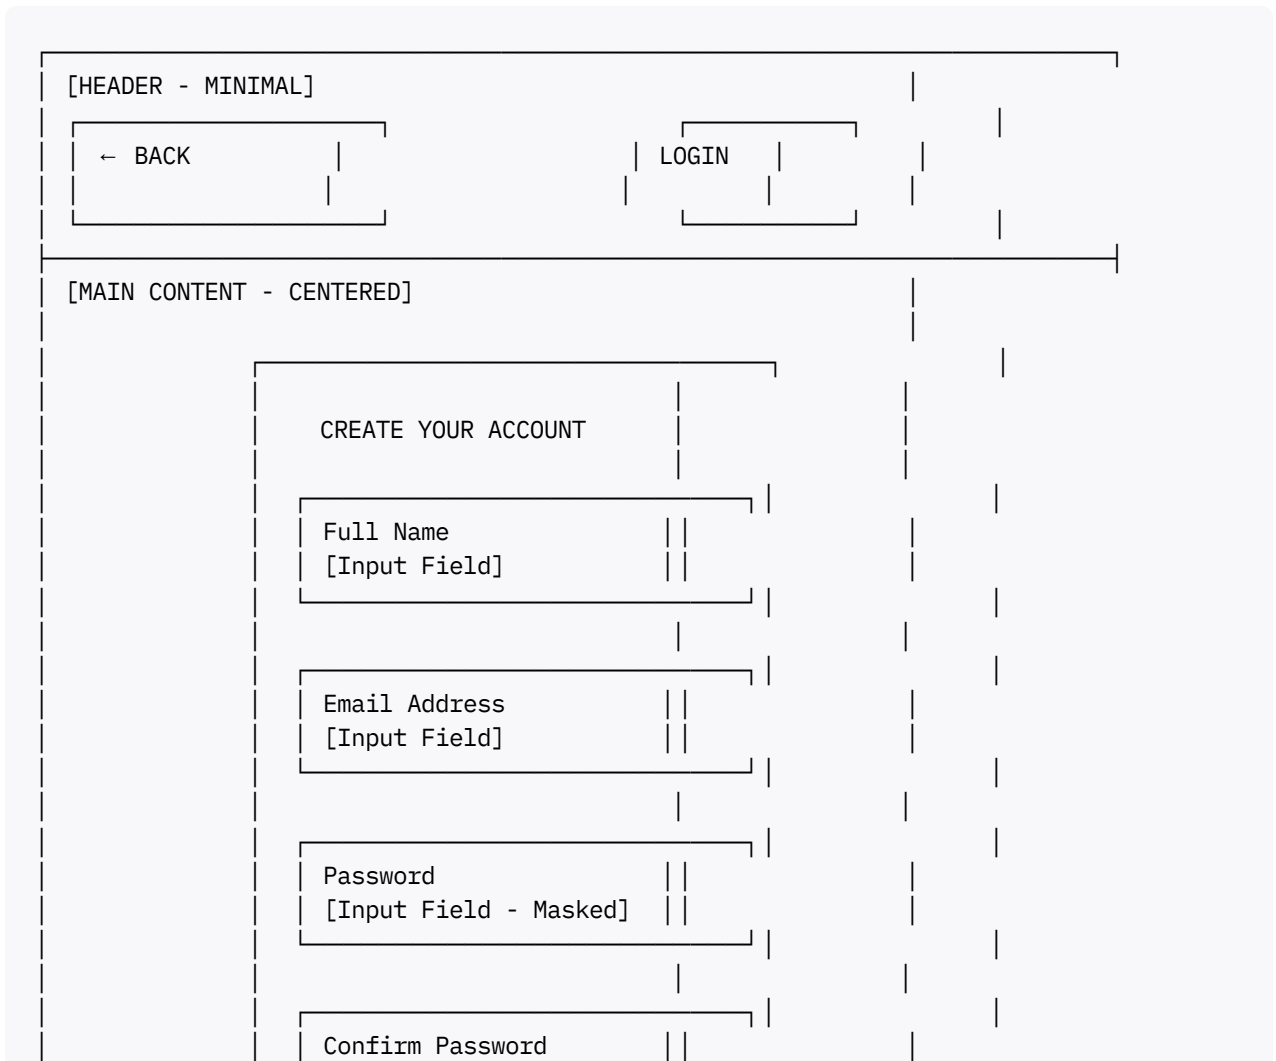 [HEADER - MINIMAL]
← BACK LOGIN
[MAIN CONTENT - CENTERED]
CREATE YOUR ACCOUNT
Full Name
[Input Field]
Email Address
[Input Field]
Password
[Input Field - Masked]
Confirm Password